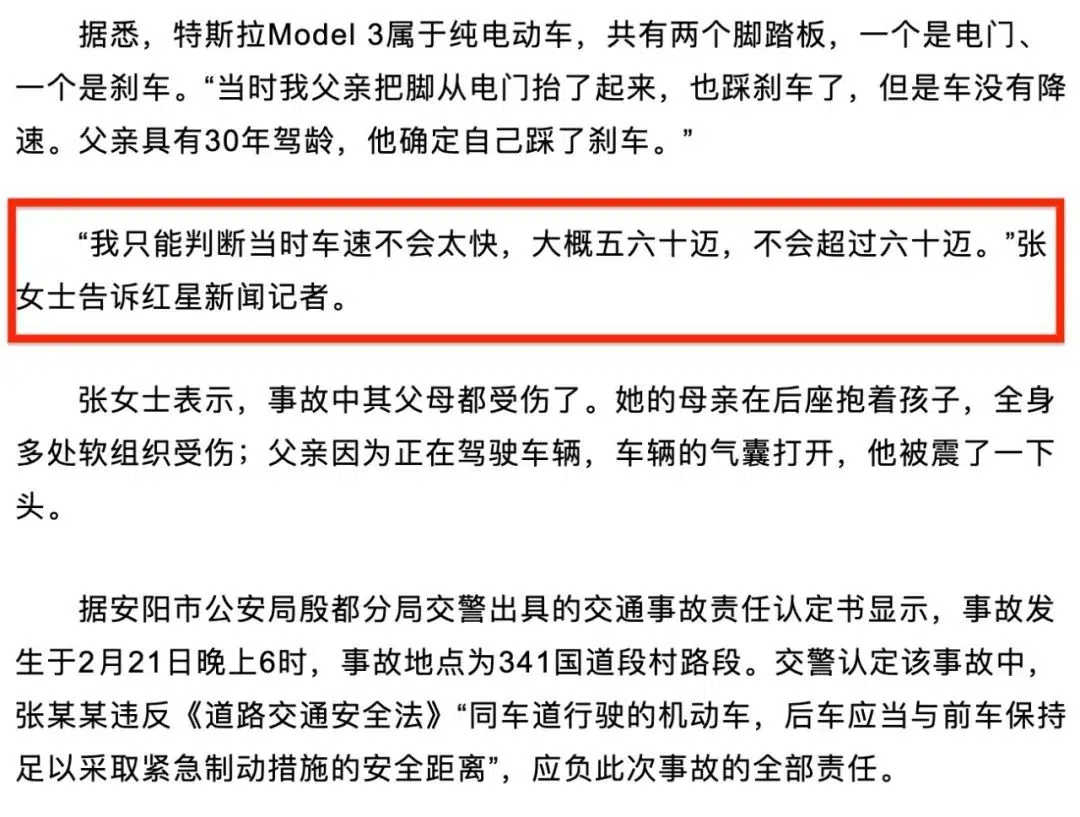 据悉，特斯拉Model 3属于纯电动车，共有两个脚踏板，一个是电门、
一个是刹车。“当时我父亲把脚从电门抬了起来，也踩刹车了，但是车没有降
速。父亲具有30年驾龄，他确定自己踩了刹车。”
“我只能判断当时车速不会太快，大概五六十迈，不会超过六十迈。”张
女士告诉红星新闻记者。
张女士表示，事故中其父母都受伤了。她的母亲在后座抱着孩子，全身
多处软组织受伤；父亲因为正在驾驶车辆，车辆的气囊打开，他被震了一下
头。
据安阳市公安局殷都分局交警出具的交通事故责任认定书显示，事故发
生于2月21日晚上6时，事故地点为341国道段村路段。交警认定该事故中，
张某某违反《道路交通安全法》“同车道行驶的机动车，后车应当与前车保持
足以采取紧急制动措施的安全距离”，应负此次事故的全部责任。